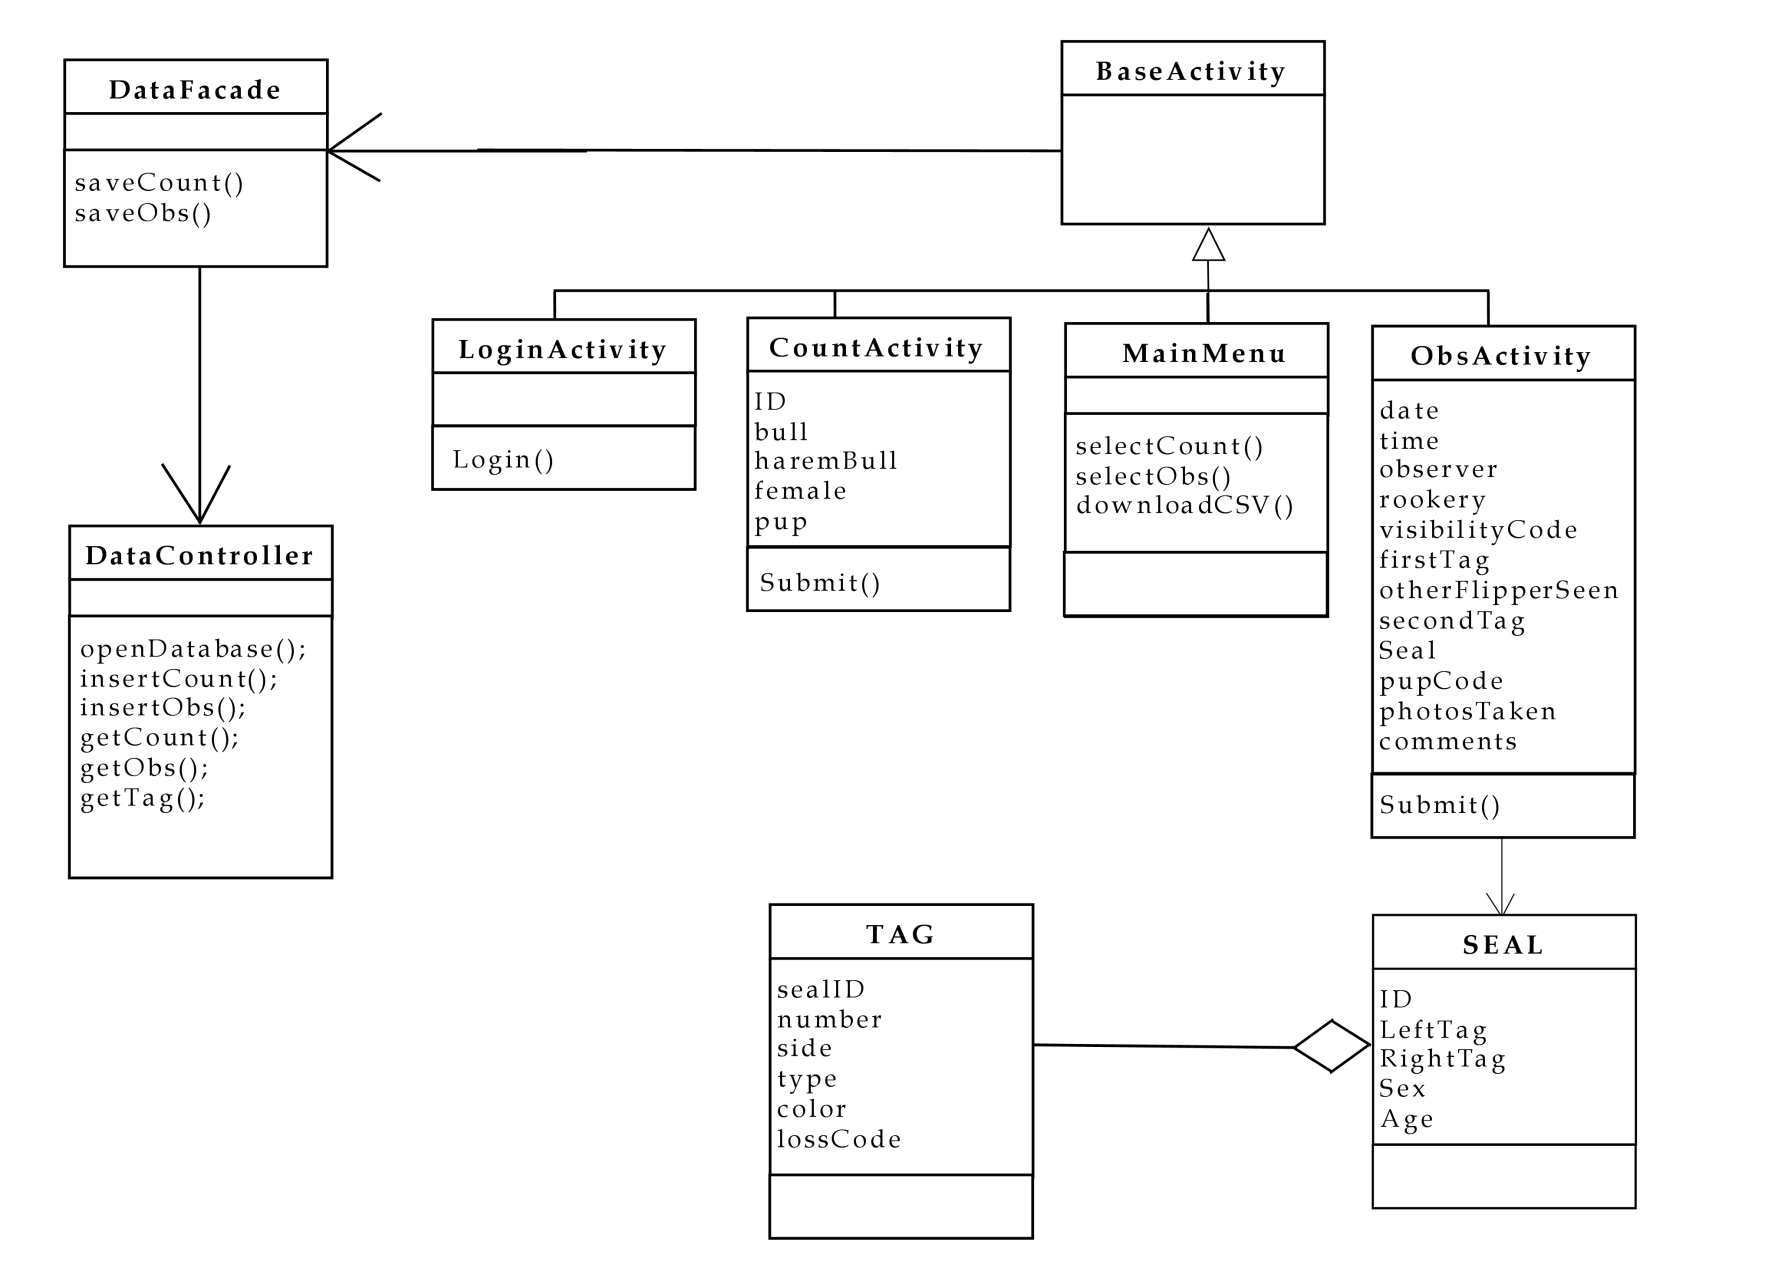 DataFacade
saveCount()
saveObs()
BaseActivity
LoginActivity
Login()
CountActivity
ID
bull
haremBull
female
pup
Submit()
MainMenu
selectCount()
selectObs()
downloadCSV()
ObsActivity
date
time
observer
rookery
visibilityCode
firstTag
otherFlipperSeen
secondTag
Seal
pupCode
photosTaken
comments
Submit()
DataController
openDatabase();
insertCount();
insertObs();
getCount();
getObs();
getTag();
TAG
sealID
number
side
type
color
lossCode
SEAL
ID
LeftTag
RightTag
Sex
Age